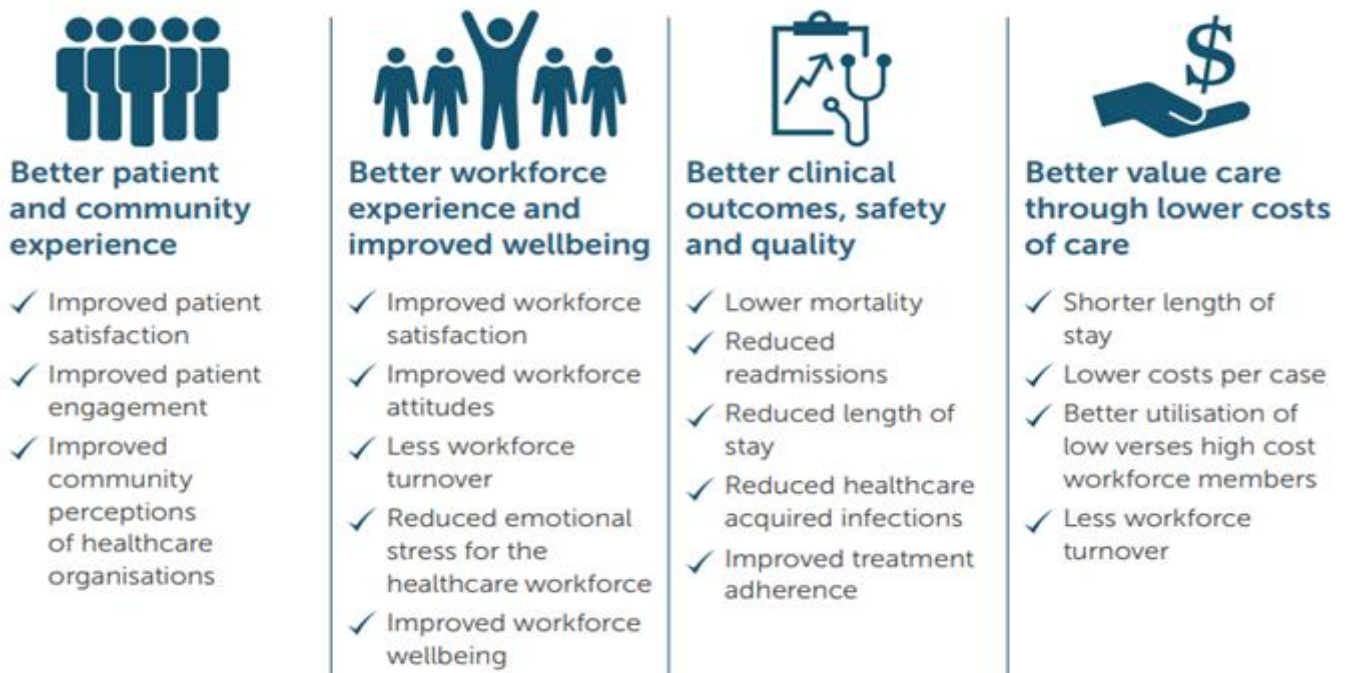 $
Better patient
and community
experience
Improved patient
satisfaction
Improved patient
engagement
Improved
community
perceptions
of healthcare
organisations
Better workforce
experience and
improved wellbeing
Improved workforce
satisfaction
Improved workforce
attitudes
Less workforce
turnover
Reduced emotional
stress for the
healthcare workforce
Improved workforce
wellbeing
Better clinical
outcomes, safety
and quality
Lower mortality
Reduced
readmissions
Reduced length of
stay
Reduced healthcare
acquired infections
Improved treatment
adherence
Better value care
through lower costs
of care
Shorter length of
stay
Lower costs per case
Better utilisation of
low verses high cost
workforce members
Less workforce
turnover